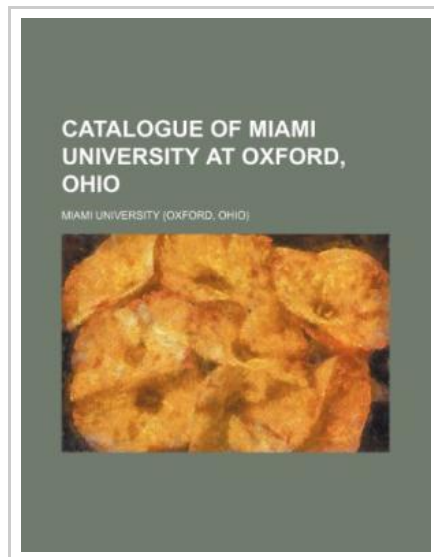 CATALOGUE OF MIAMI
UNIVERSITY AT OXFORD,
OHIO
MIAMI UNIVERSITY (OXFORD, OHIO)